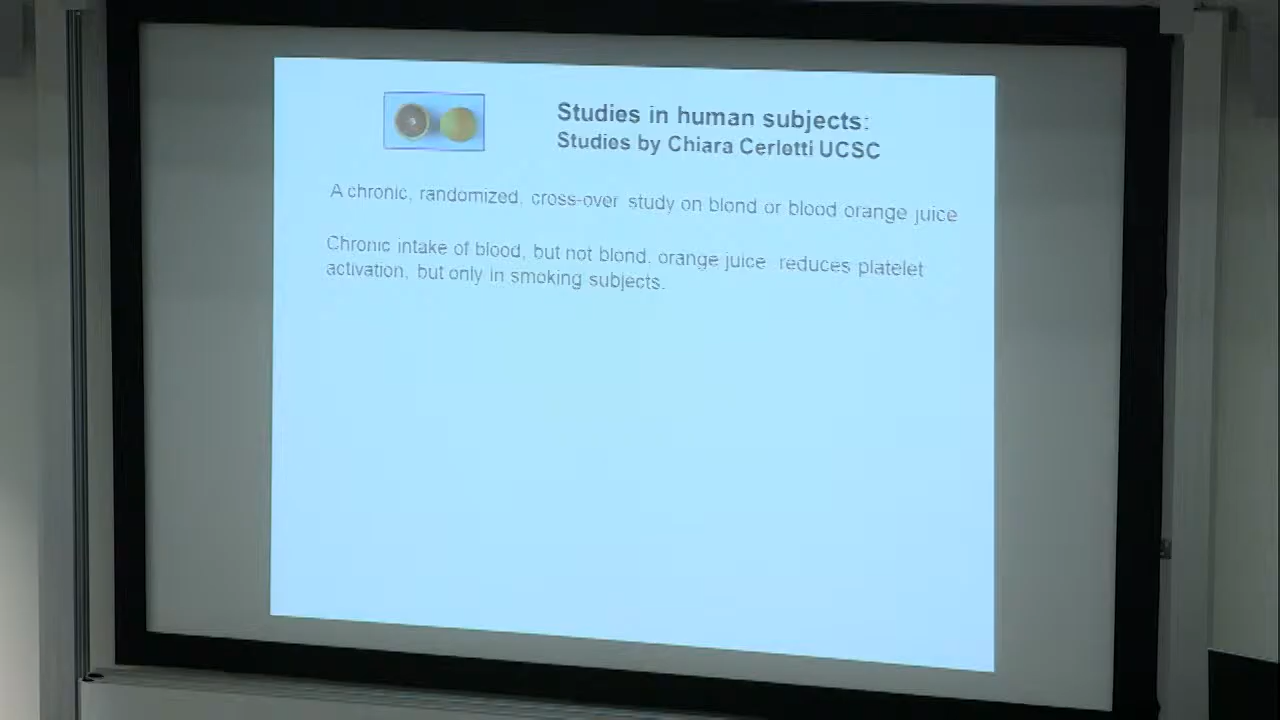 Studies in human subjects:
Studies by Chiara Cerletti UCSC
A chronic, randomized, cross-over study on blond or blood orange juice
Chronic intake of blood, but not blond, orange juice reduces platelet
activation, but only in smoking subjects.